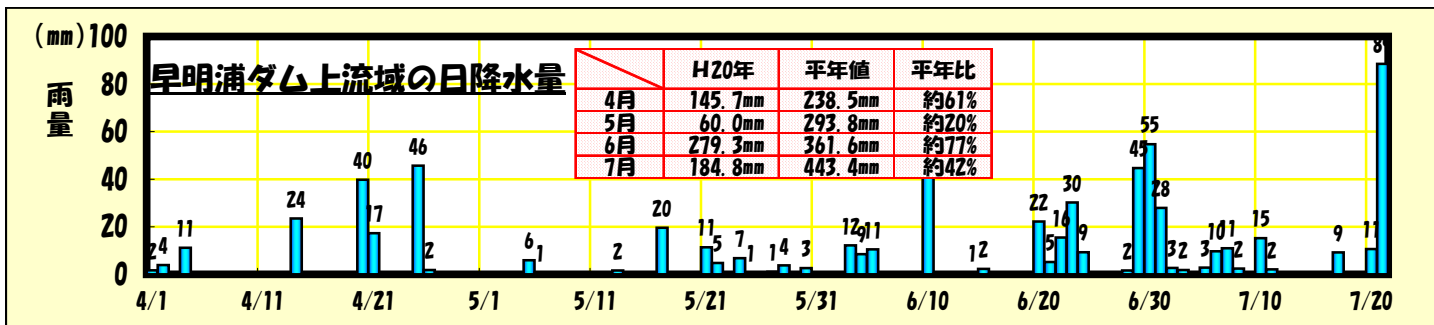 (mm)
100
80
60
40
20
0
雨量
早明浦ダム上流域の日降水量
H20年 平年値 平年比
4月 145.7mm 238.5mm 約61%
5月 60.0mm 293.8mm 約20%
6月 279.3mm 361.6mm 約77%
7月 184.8mm 443.4mm 約42%
2 4 11 24 40 17 46 2 6 1 2 20 11 5 7 1 1 4 3 12 9 11 1 2 22 5 16 30 9 2 45 55 28 3 2 3 10 11 2 15 2 9 11
4/1 4/11 4/21 5/1 5/11 5/21 5/31 6/10 6/20 6/30 7/10 7/20